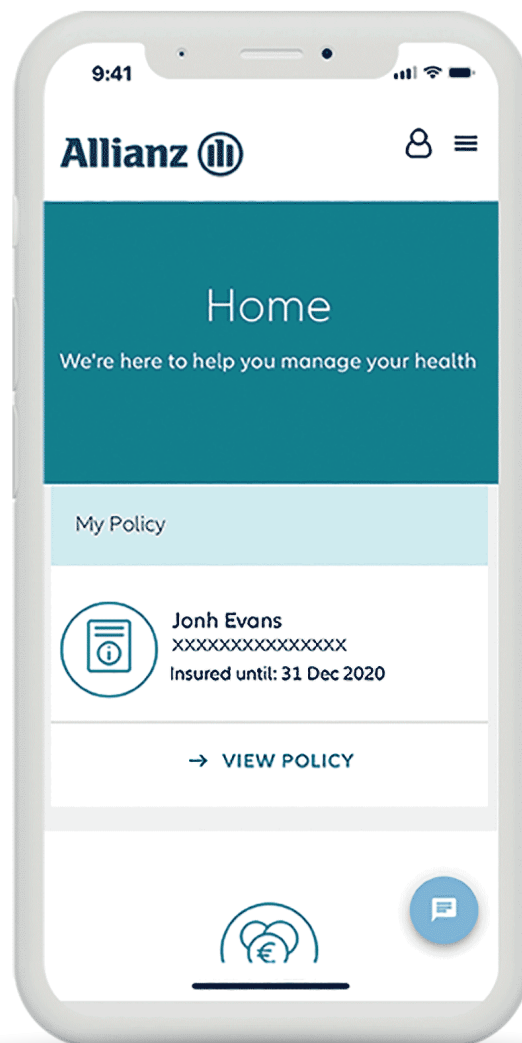 9:41
Allianz
Home
We're here to help you manage your health
My Policy
Jonh Evans
XXXXXXXXXXXXXXX
Insured until: 31 Dec 2020
→ VIEW POLICY
€